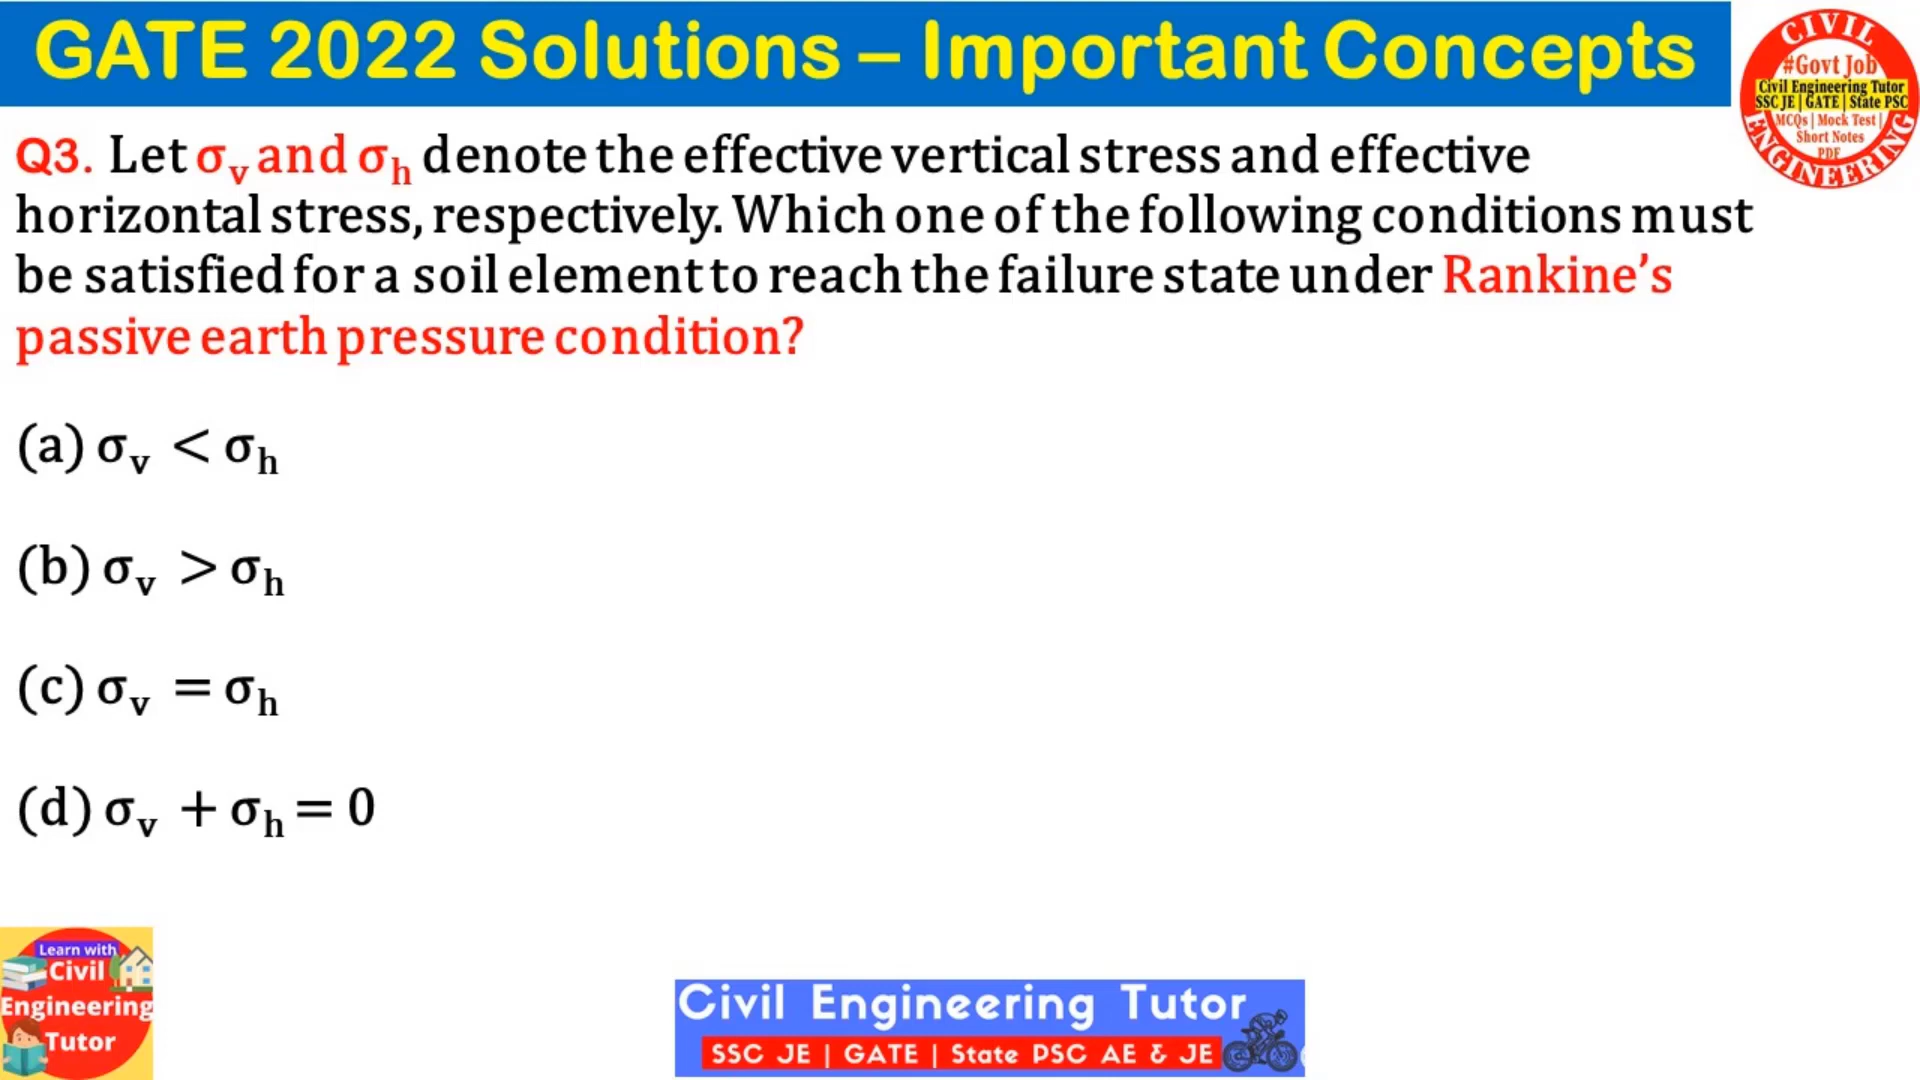 GATE 2022 Solutions – Important Concepts
CIVIL
#Govt Job
Civil Engineering Tutor
SSC JE | GATE | State PSC
MCQs | Mock Test |
Short Notes
PDF
ENGINEERING
Q3. Let σv and σh denote the effective vertical stress and effective
horizontal stress, respectively. Which one of the following conditions must
be satisfied for a soil element to reach the failure state under Rankine’s
passive earth pressure condition?
(a) σv < σh
(b) σv > σh
(c) σv = σh
(d) σv + σh = 0
Learn with
Civil
Engineering
Tutor
Civil Engineering Tutor
SSC JE | GATE | State PSC AE & JE